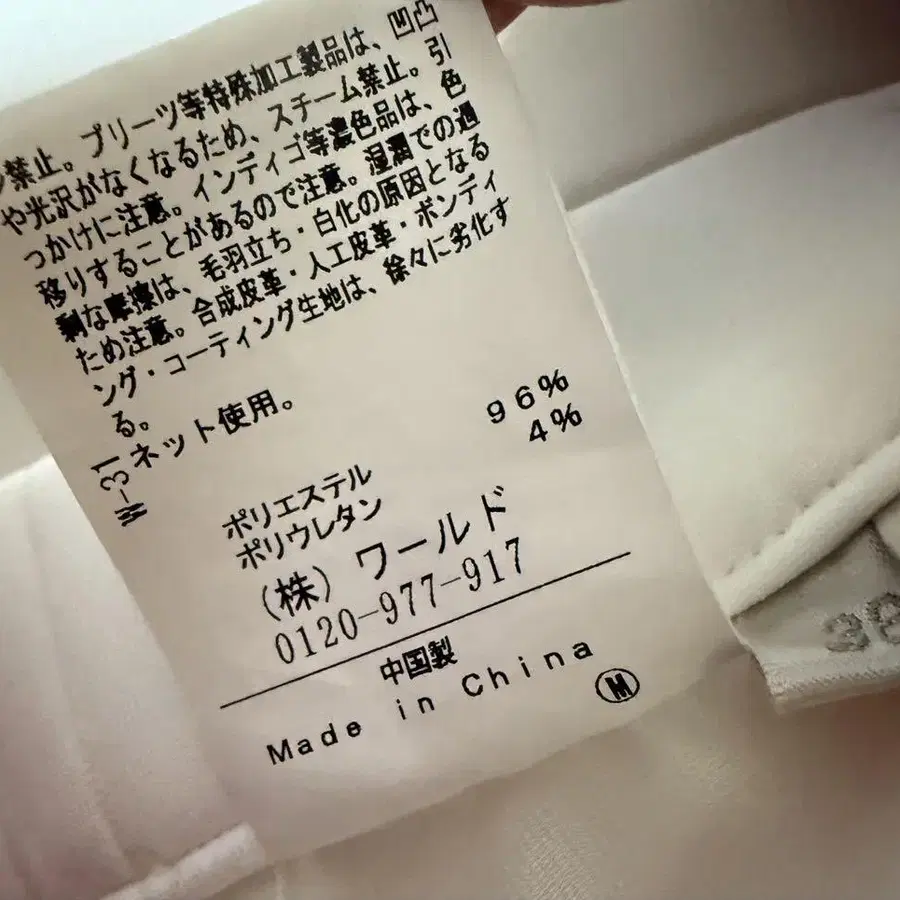 禁止。プリーツ等特殊加工製品は、凹凸
や光沢がなくなるため、スチーム禁止。引
っかけに注意。インディゴ等濃色品は、色
移りすることがあるので注意。湿潤での過
剰な摩擦は、毛羽立ち・白化の原因となる
ため注意。合成皮革・人工皮革・ボンディ
ング・コーティング生地は、徐々に劣化す
る。
ネット使用。
W-31
96%
4%
ポリエステル
ポリウレタン
(株) ワールド
0120-977-917
中国製
Made in China
M
38